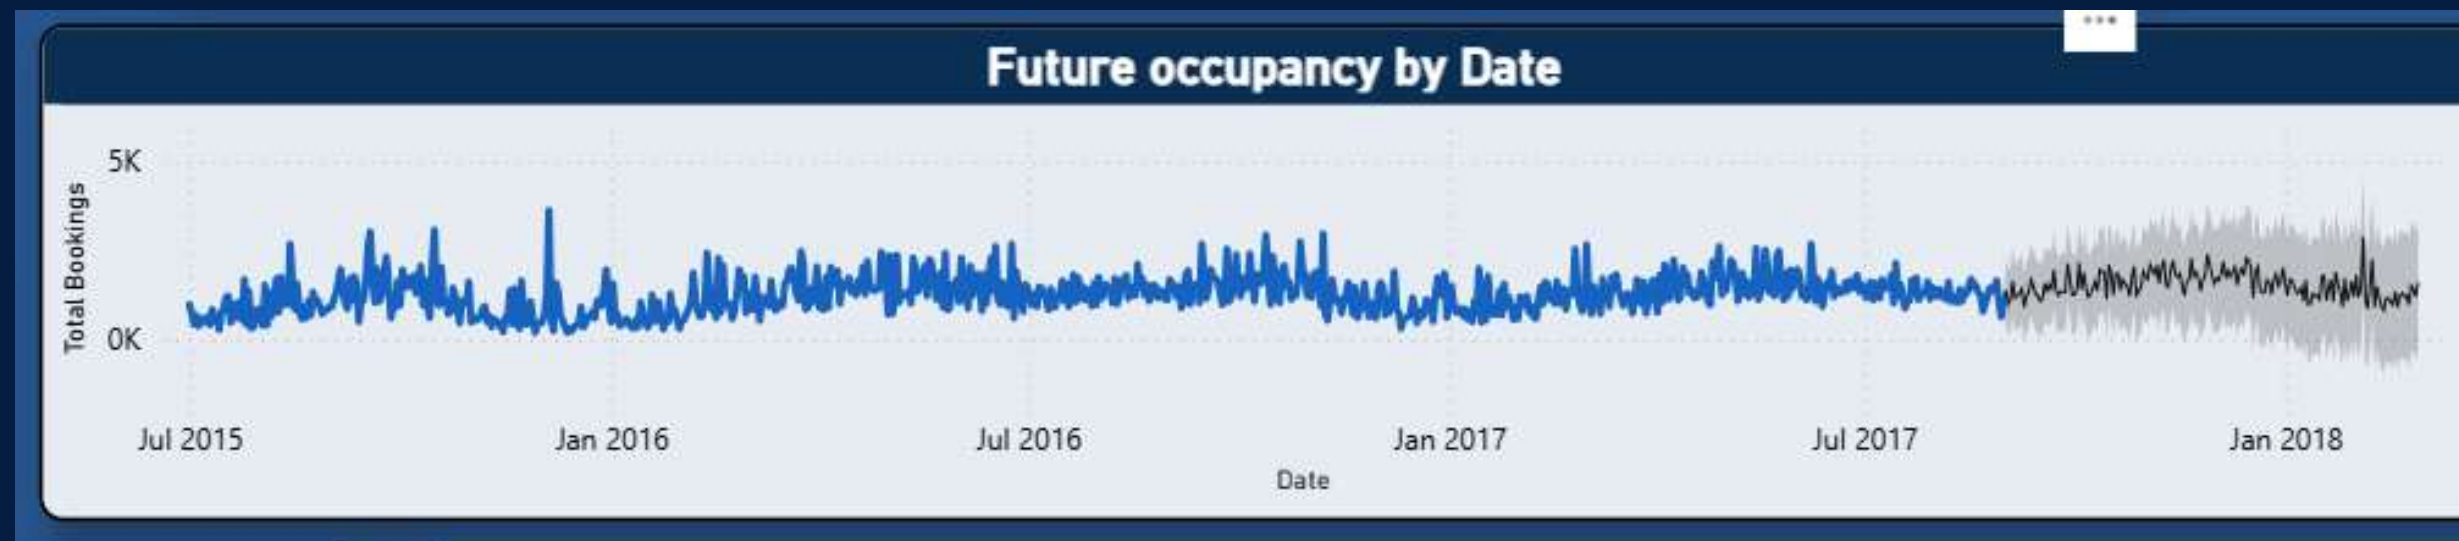 Future occupancy by Date
5K
0K
Total Bookings
Jul 2015 Jan 2016 Jul 2016 Jan 2017 Jul 2017 Jan 2018
Date